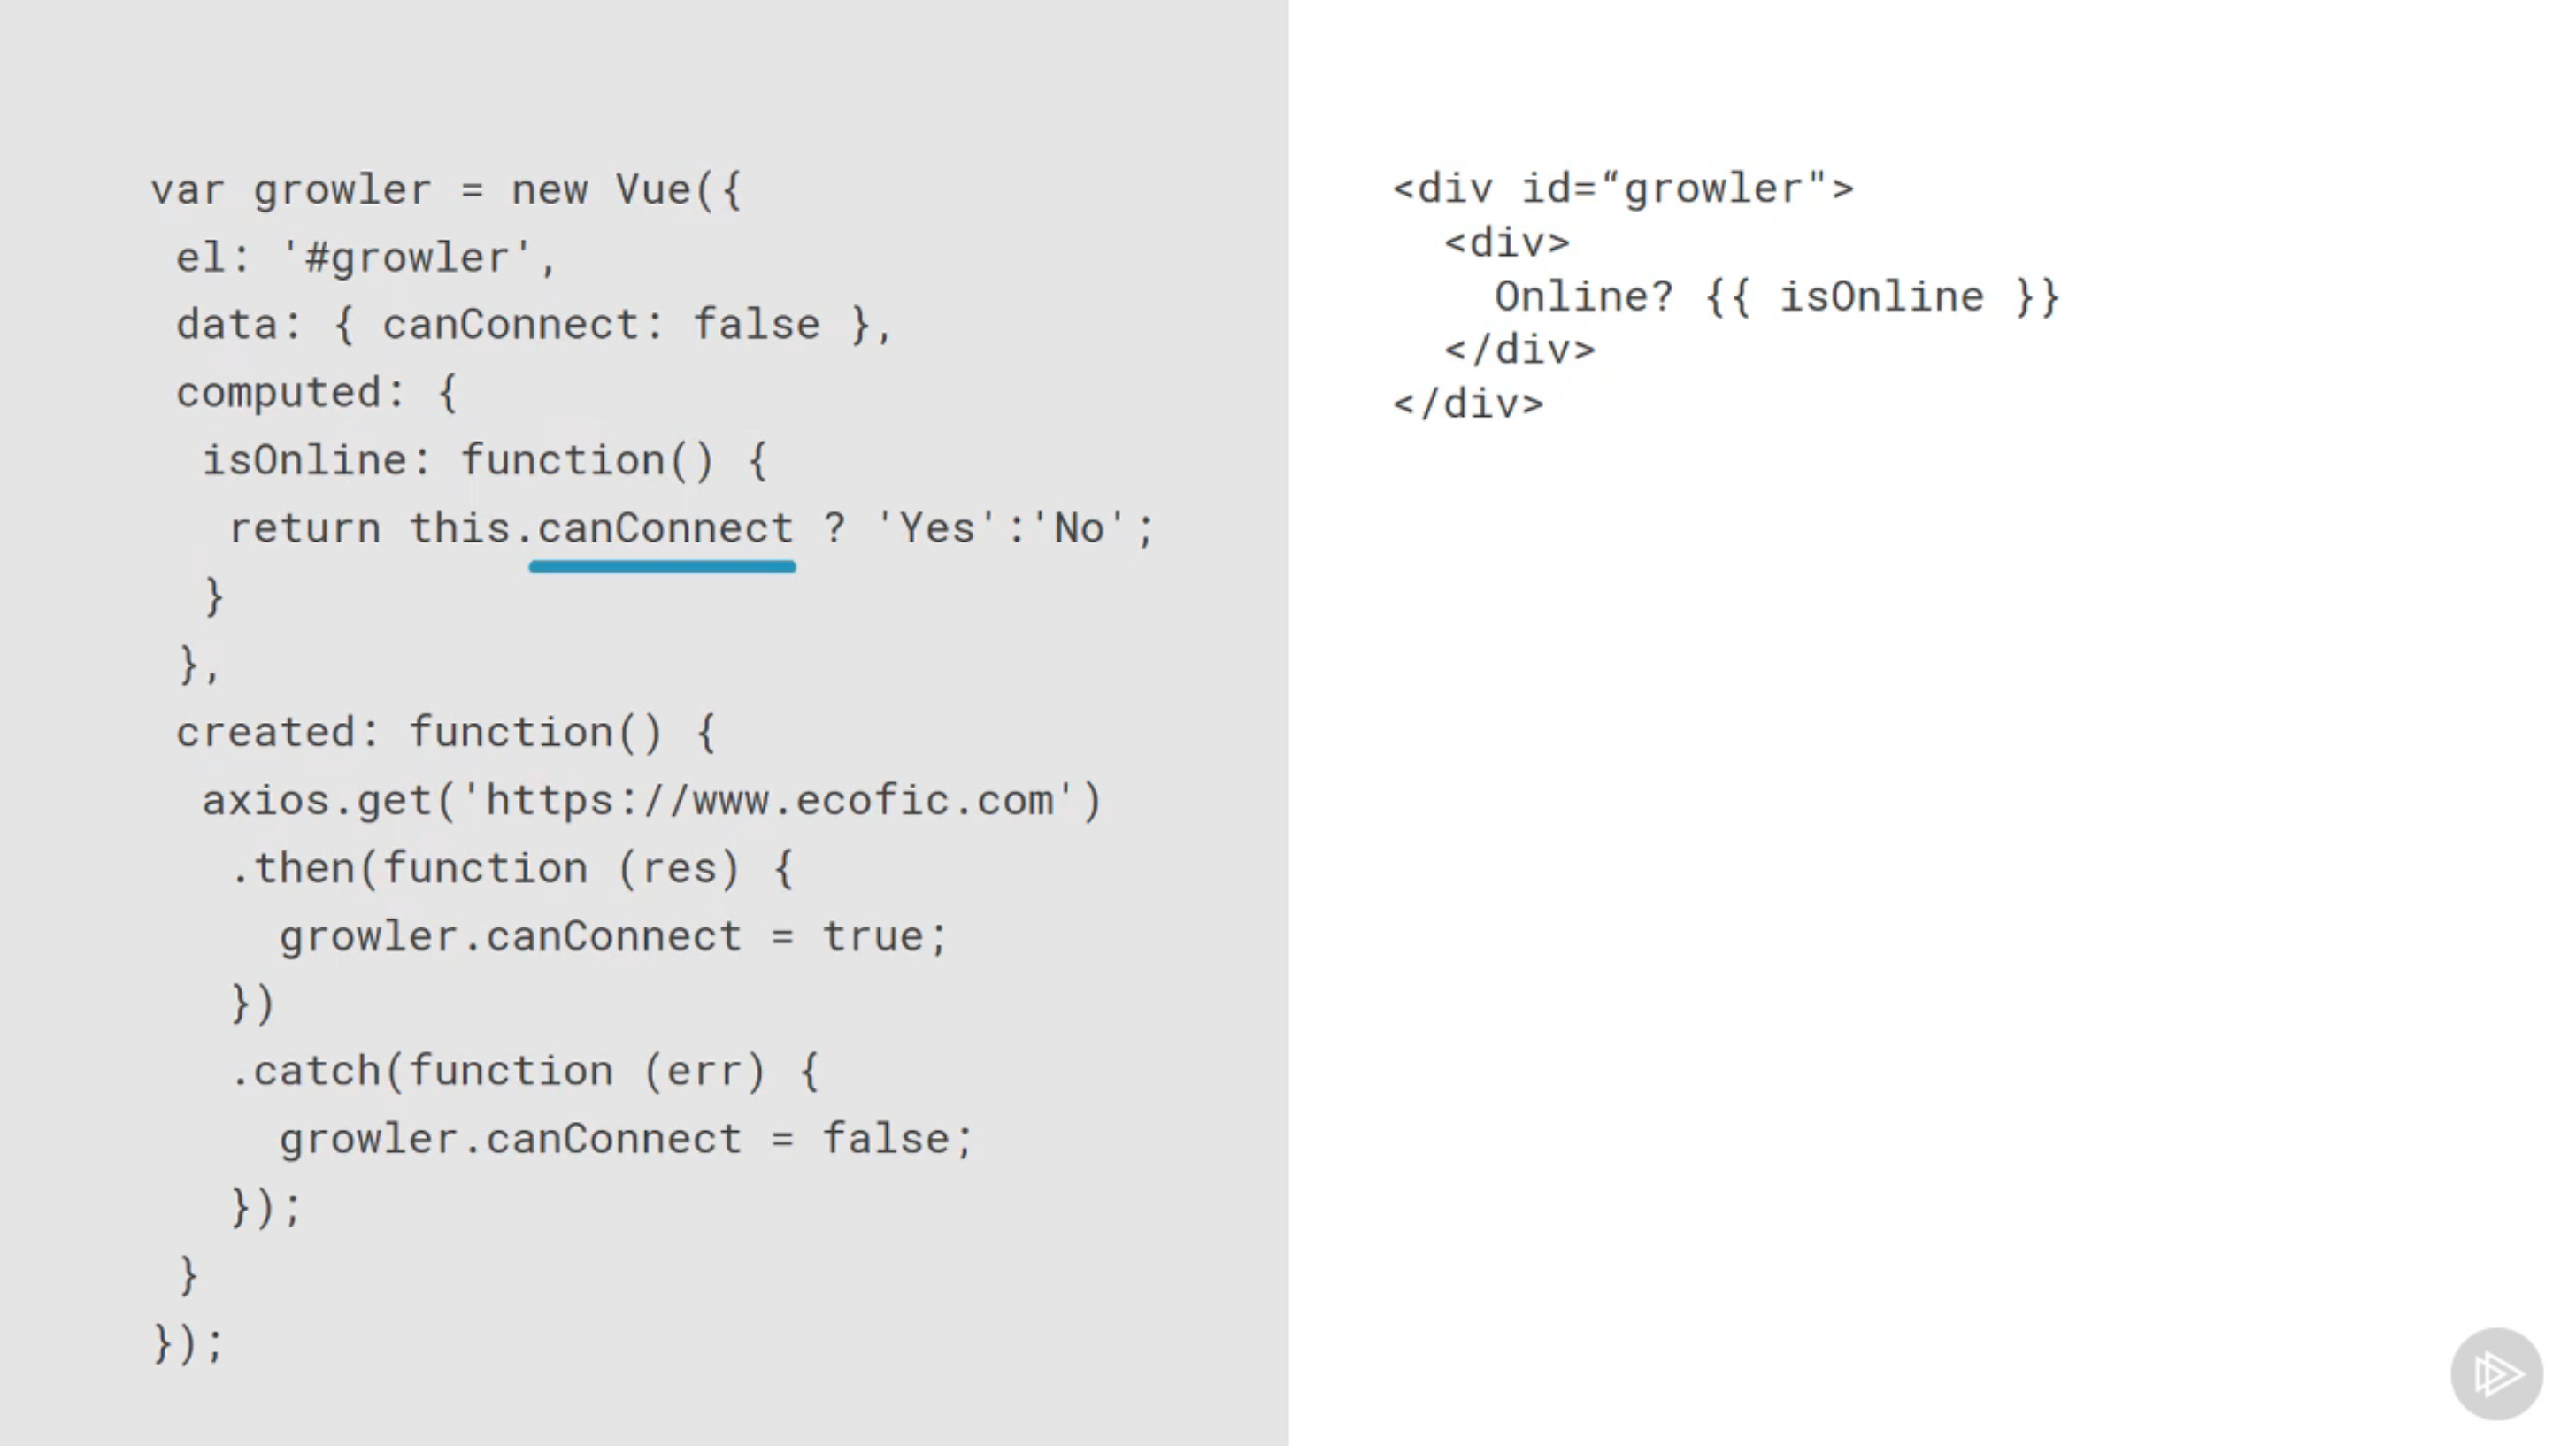 var growler = new Vue({
 el: '#growler',
 data: { canConnect: false },
 computed: {
  isOnline: function() {
   return this.canConnect ? 'Yes':'No';
  }
 },
 created: function() {
  axios.get('https://www.ecofic.com')
   .then(function (res) {
     growler.canConnect = true;
   })
   .catch(function (err) {
     growler.canConnect = false;
   });
 }
});
<div id=“growler">
  <div>
    Online? {{ isOnline }}
  </div>
</div>